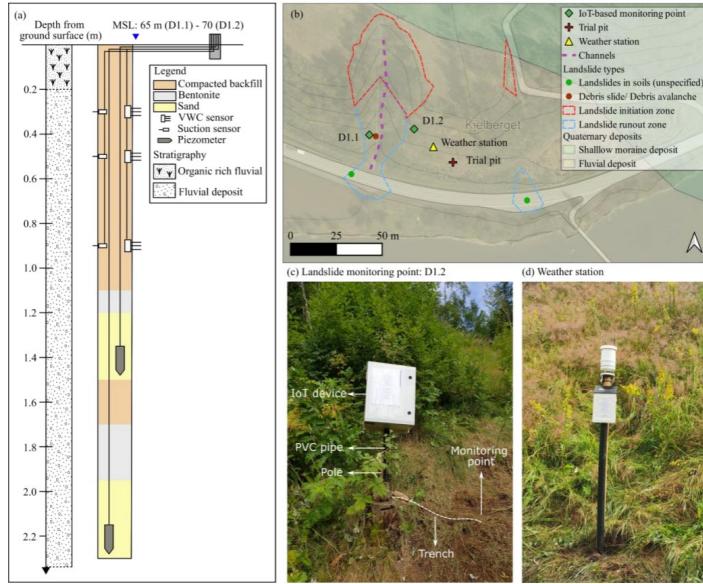 (a)
Depth from
ground surface (m)
MSL: 65 m (D1.1) - 70 (D1.2)
0.2
0.4
0.6
0.8
1.0
1.2
1.4
1.6
1.8
2.0
2.2
Legend
Compacted backfill
Bentonite
Sand
VWC sensor
Suction sensor
Piezometer
Stratigraphy
Organic rich fluvial
Fluvial deposit
(b)
D1.1
D1.2
Kielberget
Weather station
Trial pit
0 25 50 m
IoT-based monitoring point
Trial pit
Weather station
Channels
Landslide types
Landslides in soils (unspecified)
Debris slide/ Debris avalanche
Landslide initiation zone
Landslide runout zone
Quaternary deposits
Shalllow moraine deposit
Fluvial deposit
(c) Landslide monitoring point: D1.2
IoT device
PVC pipe
Pole
Monitoring
point
Trench
(d) Weather station